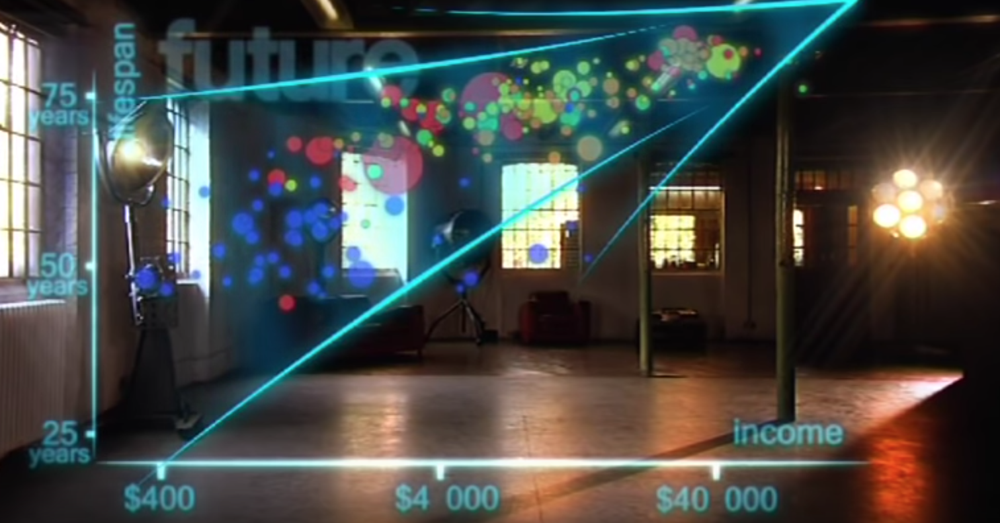 future
lifespan
75
years
50
years
25
years
income
$400
$4 000
$40 000